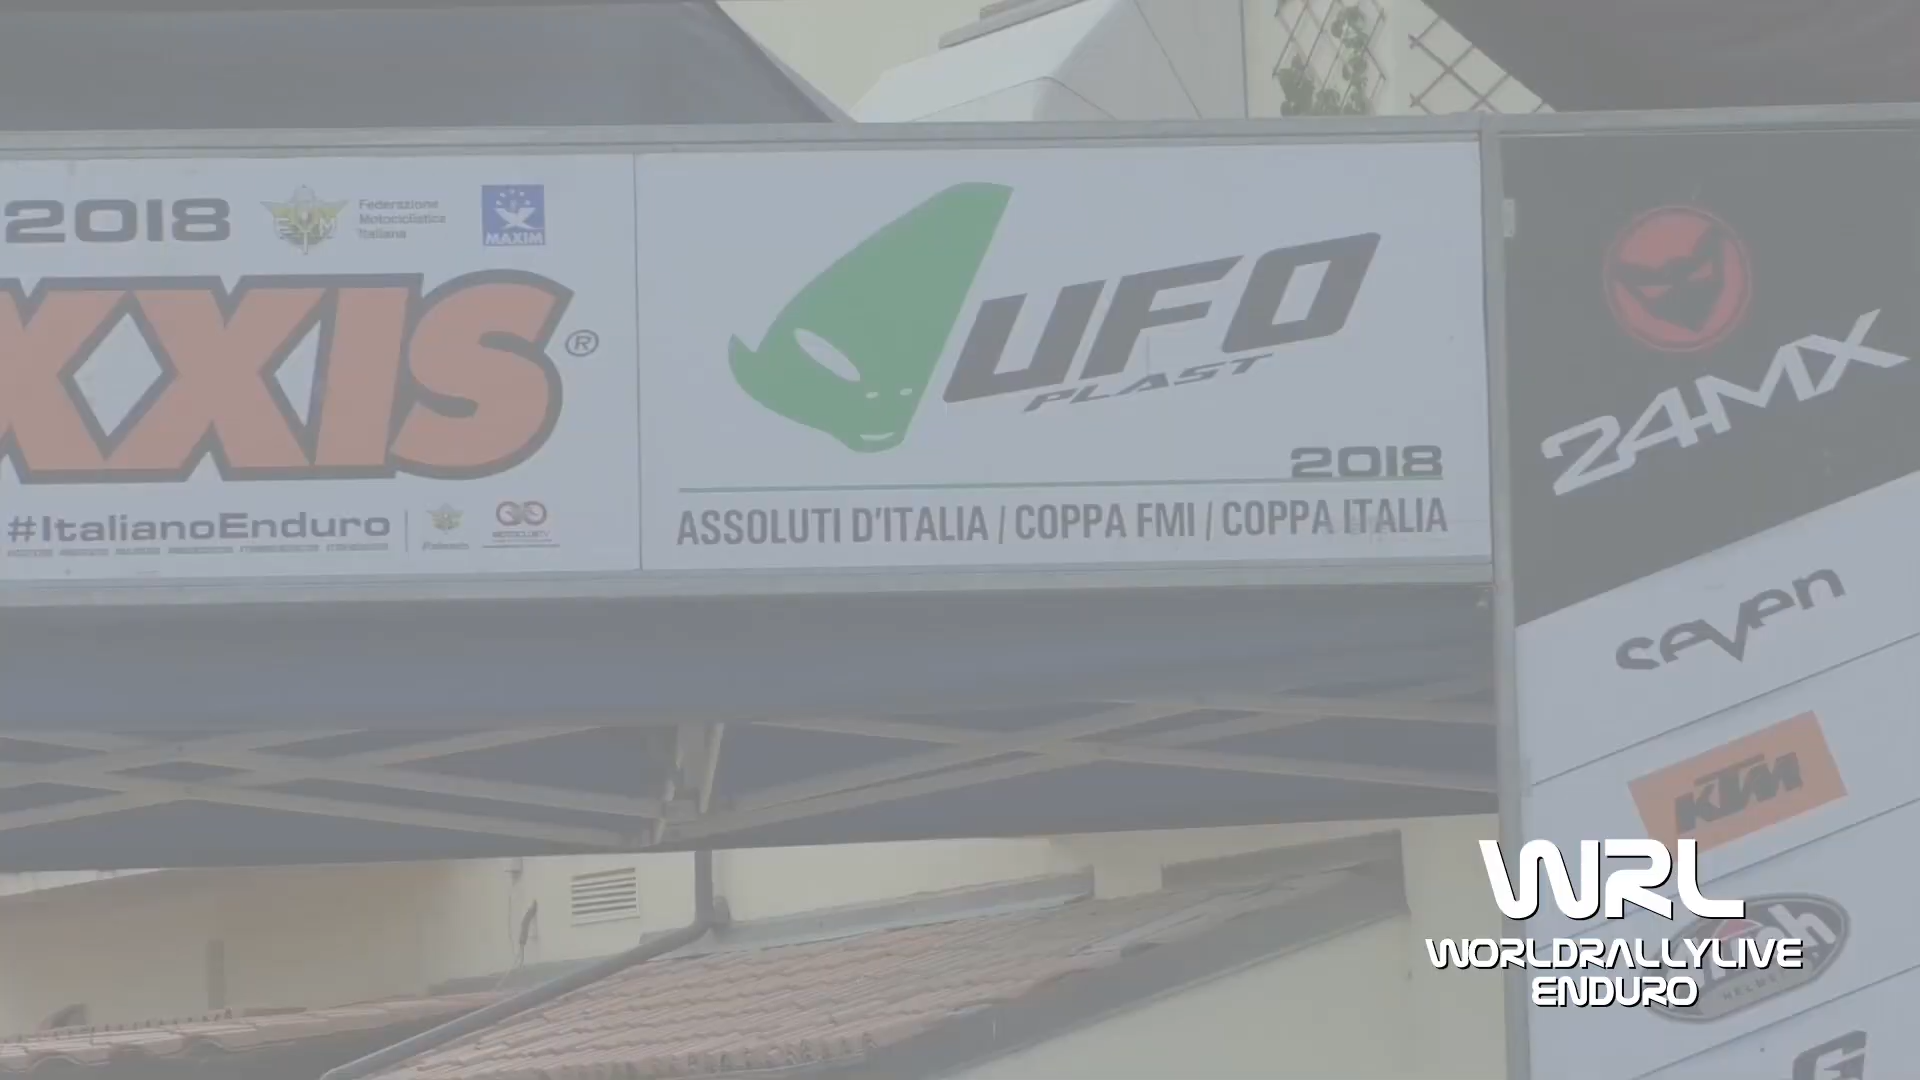 2018
FMI
Federazione
Motociclistica
Italiana
MAXIM
XXIS®
#ItalianoEnduro
UFO
PLAST
2018
ASSOLUTI D'ITALIA / COPPA FMI / COPPA ITALIA
24MX
seven
KTM
WRL
WORLDRALLYLIVE
ENDURO